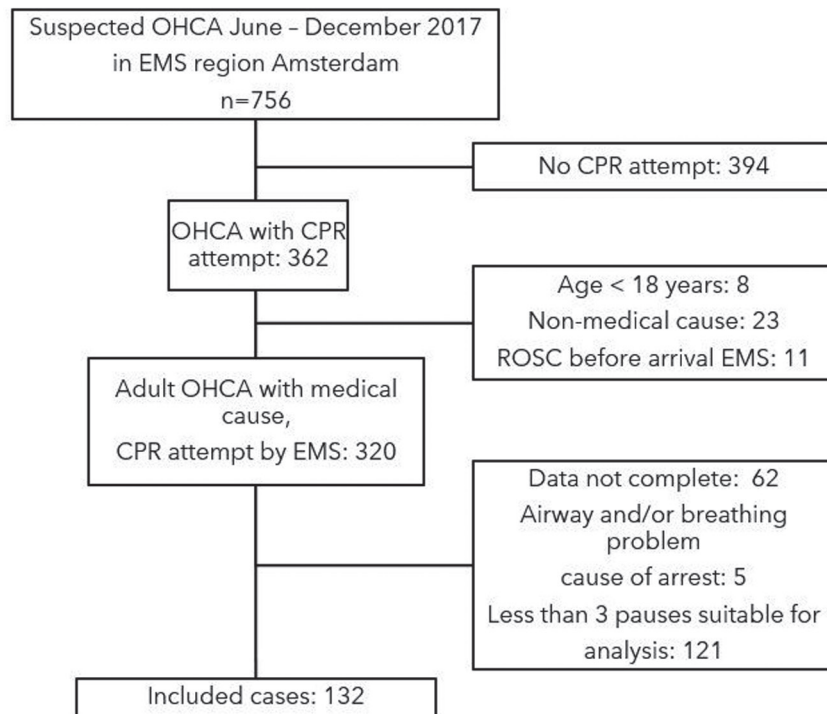 Suspected OHCA June – December 2017
in EMS region Amsterdam
n=756
No CPR attempt: 394
OHCA with CPR
attempt: 362
Age < 18 years: 8
Non-medical cause: 23
ROSC before arrival EMS: 11
Adult OHCA with medical
cause,
CPR attempt by EMS: 320
Data not complete: 62
Airway and/or breathing
problem
cause of arrest: 5
Less than 3 pauses suitable for
analysis: 121
Included cases: 132